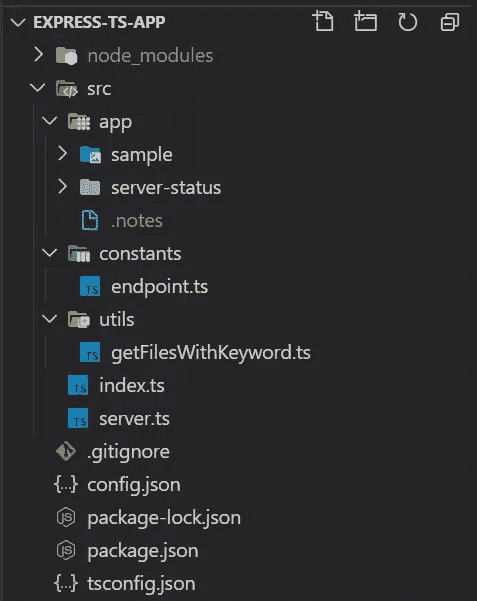 EXPRESS-TS-APP
node_modules
src
app
sample
server-status
.notes
constants
TS endpoint.ts
utils
TS getFilesWithKeyword.ts
TS index.ts
TS server.ts
.gitignore
{..} config.json
JS package-lock.json
JS package.json
{..} tsconfig.json